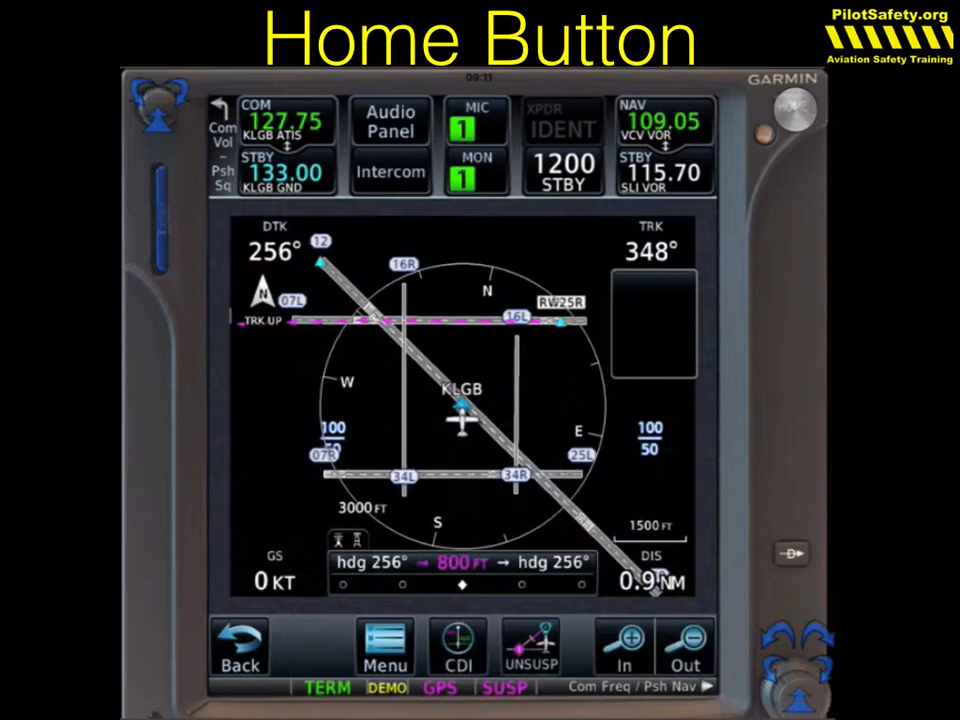 Home Button
PilotSafety.org
Aviation Safety Training
09:11
GARMIN
HOME
Com
Vol
–
Psh
Sq
COM
127.75
KLGB ATIS
STBY
133.00
KLGB GND
Audio
Panel
Intercom
MIC
1
MON
1
XPDR
IDENT
1200
STBY
NAV
109.05
VCV VOR
STBY
115.70
SLI VOR
DTK
256°
TRK
348°
12
16R
N
N
07L
RW25R
16L
TRK UP
KLGB
W
E
100
50
100
50
07R
25L
34L
34R
3000 FT
S
1500 FT
GS
0 KT
hdg 256° → 800 FT → hdg 256°
DIS
0.9 NM
D
Back
Menu
CDI
UNSUSP
In
Out
TERM DEMO GPS SUSP Com Freq / Psh Nav